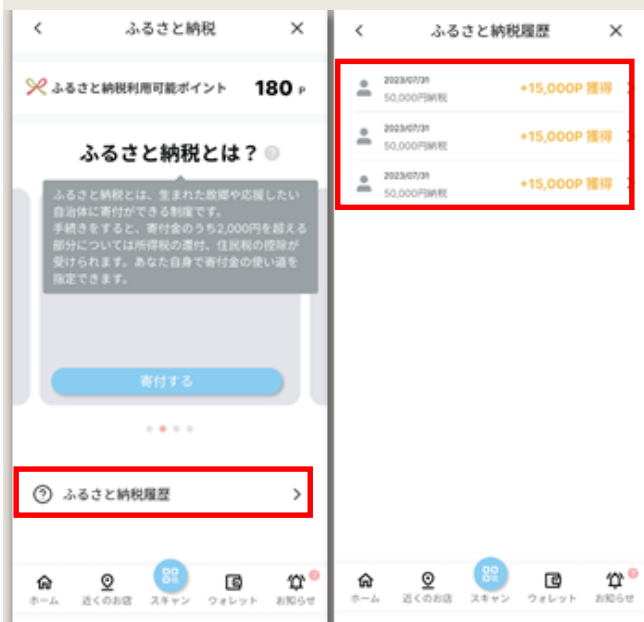 ふるさと納税
ふるさと納税利用可能ポイント 180 P
ふるさと納税とは？
ふるさと納税とは、生まれた故郷や応援したい
自治体に寄付ができる制度です。
手続きをすると、寄付金のうち2,000円を超える
部分については所得税の還付、住民税の控除が
受けられます。あなた自身で寄付金の使い道を
指定できます。
寄付する
ふるさと納税履歴
ホーム 近くのお店 スキャン ウォレット お知らせ
ふるさと納税履歴
2023/07/31
50,000円納税 +15,000P 獲得
2023/07/31
50,000円納税 +15,000P 獲得
2023/07/31
50,000円納税 +15,000P 獲得
ホーム 近くのお店 スキャン ウォレット お知らせ